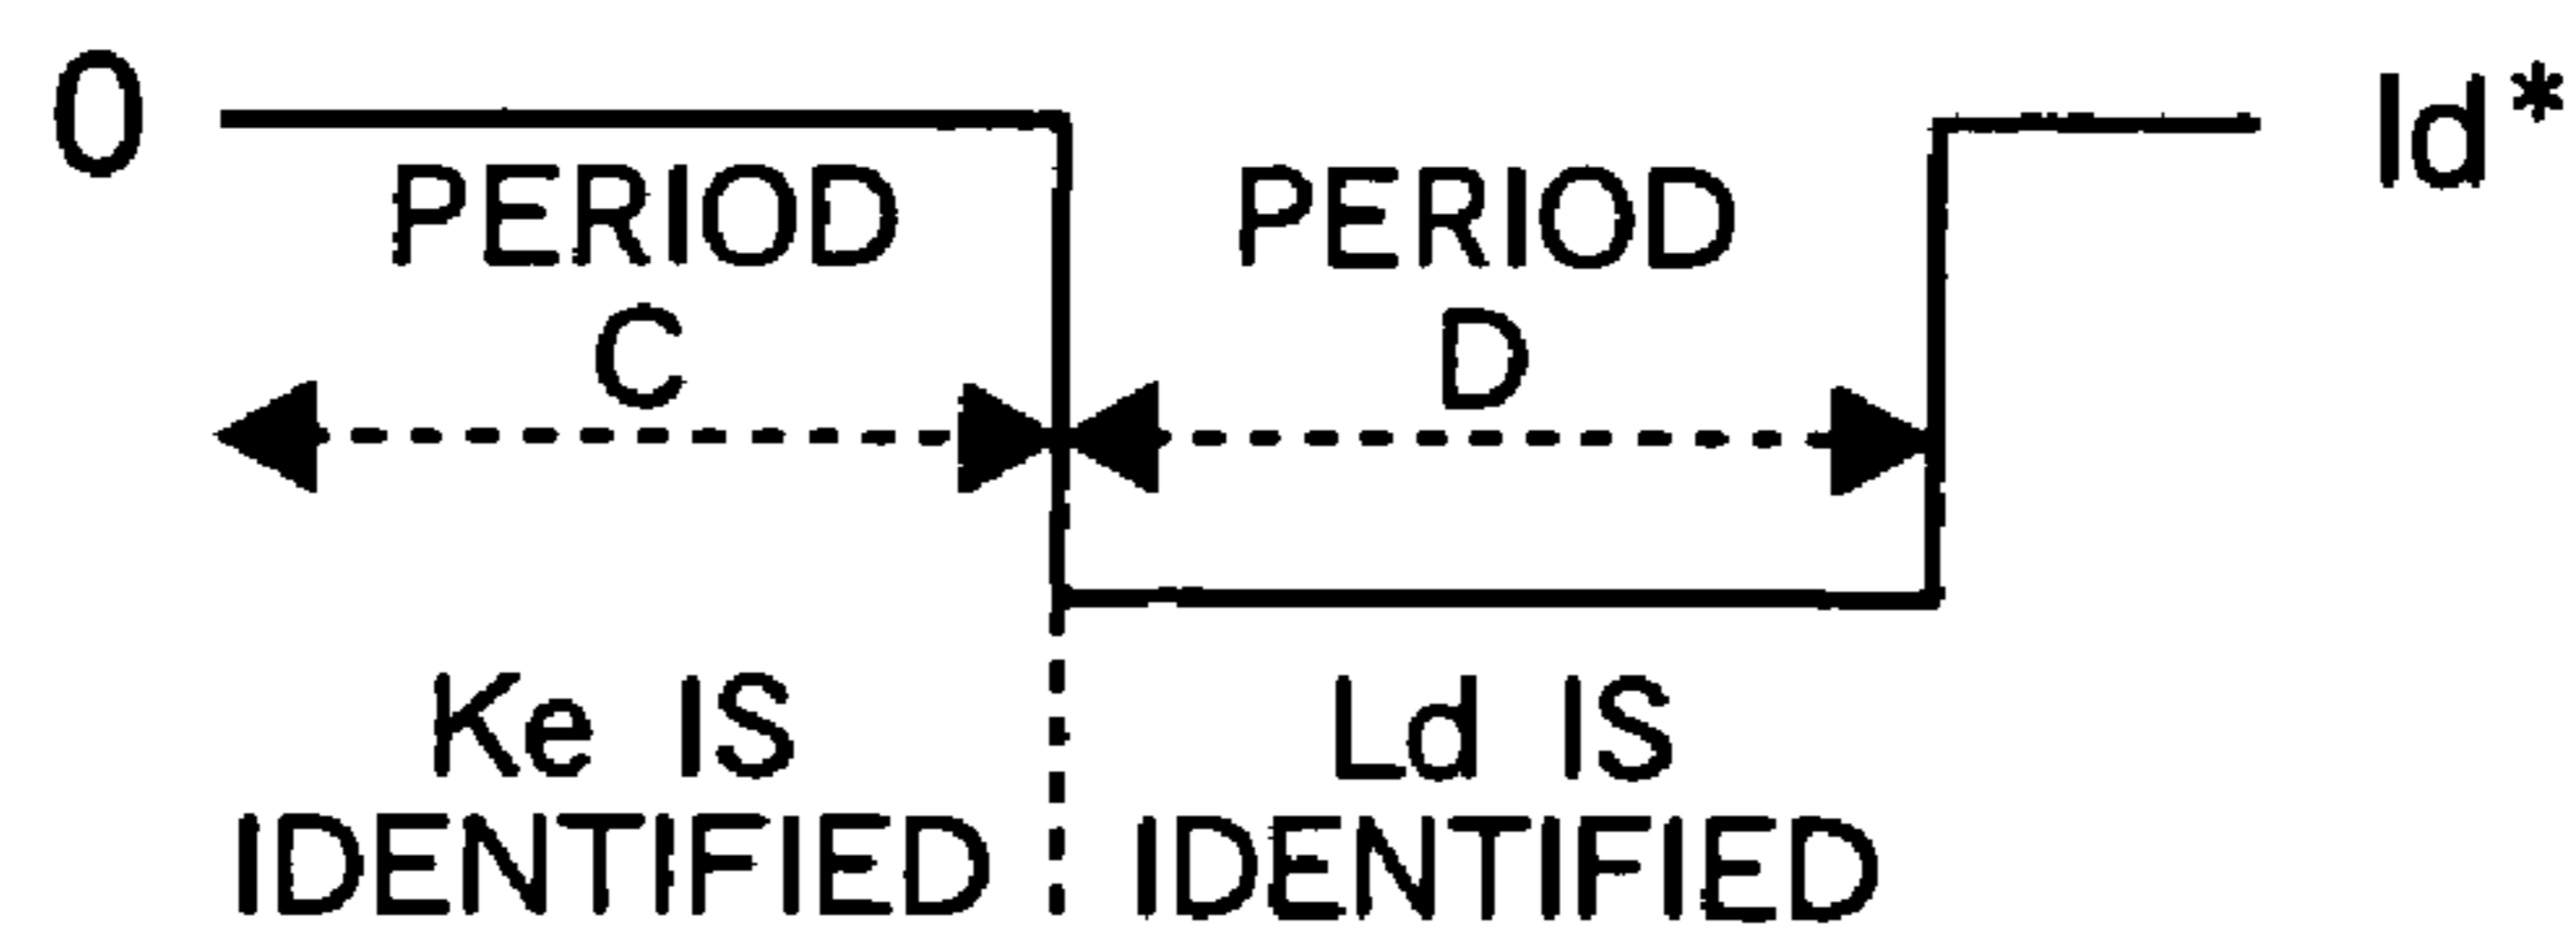 0
Id*
PERIOD
C
PERIOD
D
Ke IS
IDENTIFIED
Ld IS
IDENTIFIED